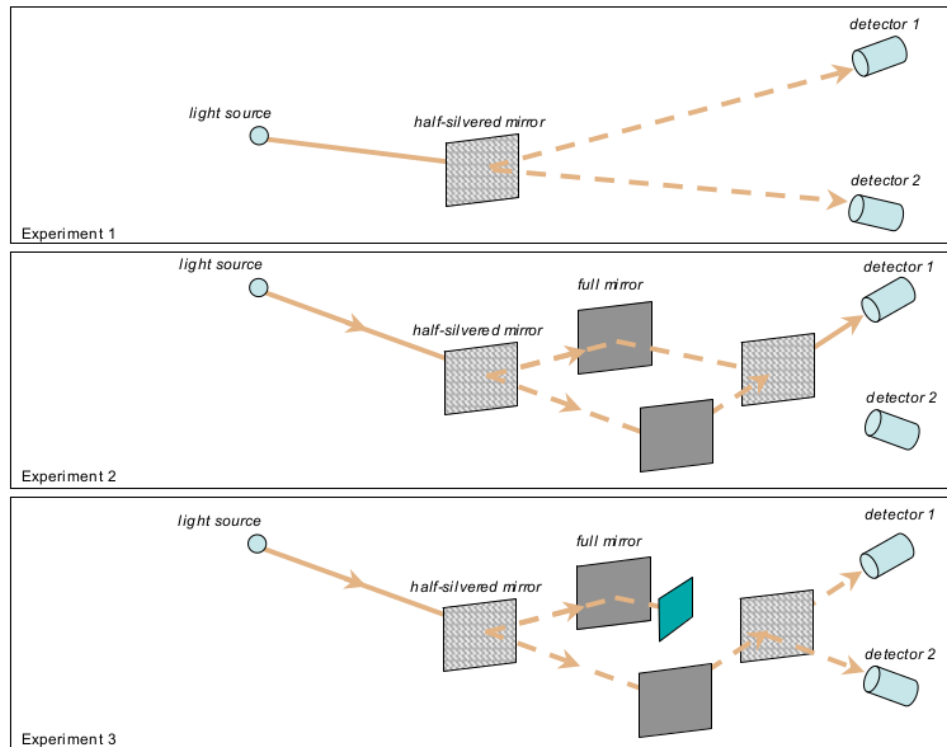 detector 1
light source
half-silvered mirror
detector 2
Experiment 1
light source
detector 1
full mirror
half-silvered mirror
detector 2
Experiment 2
detector 1
light source
full mirror
half-silvered mirror
detector 2
Experiment 3